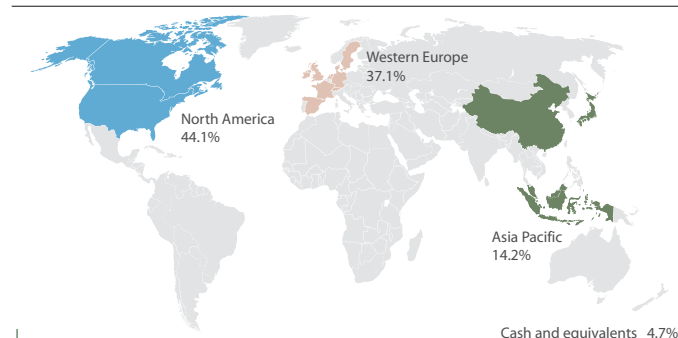 Western Europe
37.1%
North America
44.1%
Asia Pacific
14.2%
Cash and equivalents 4.7%